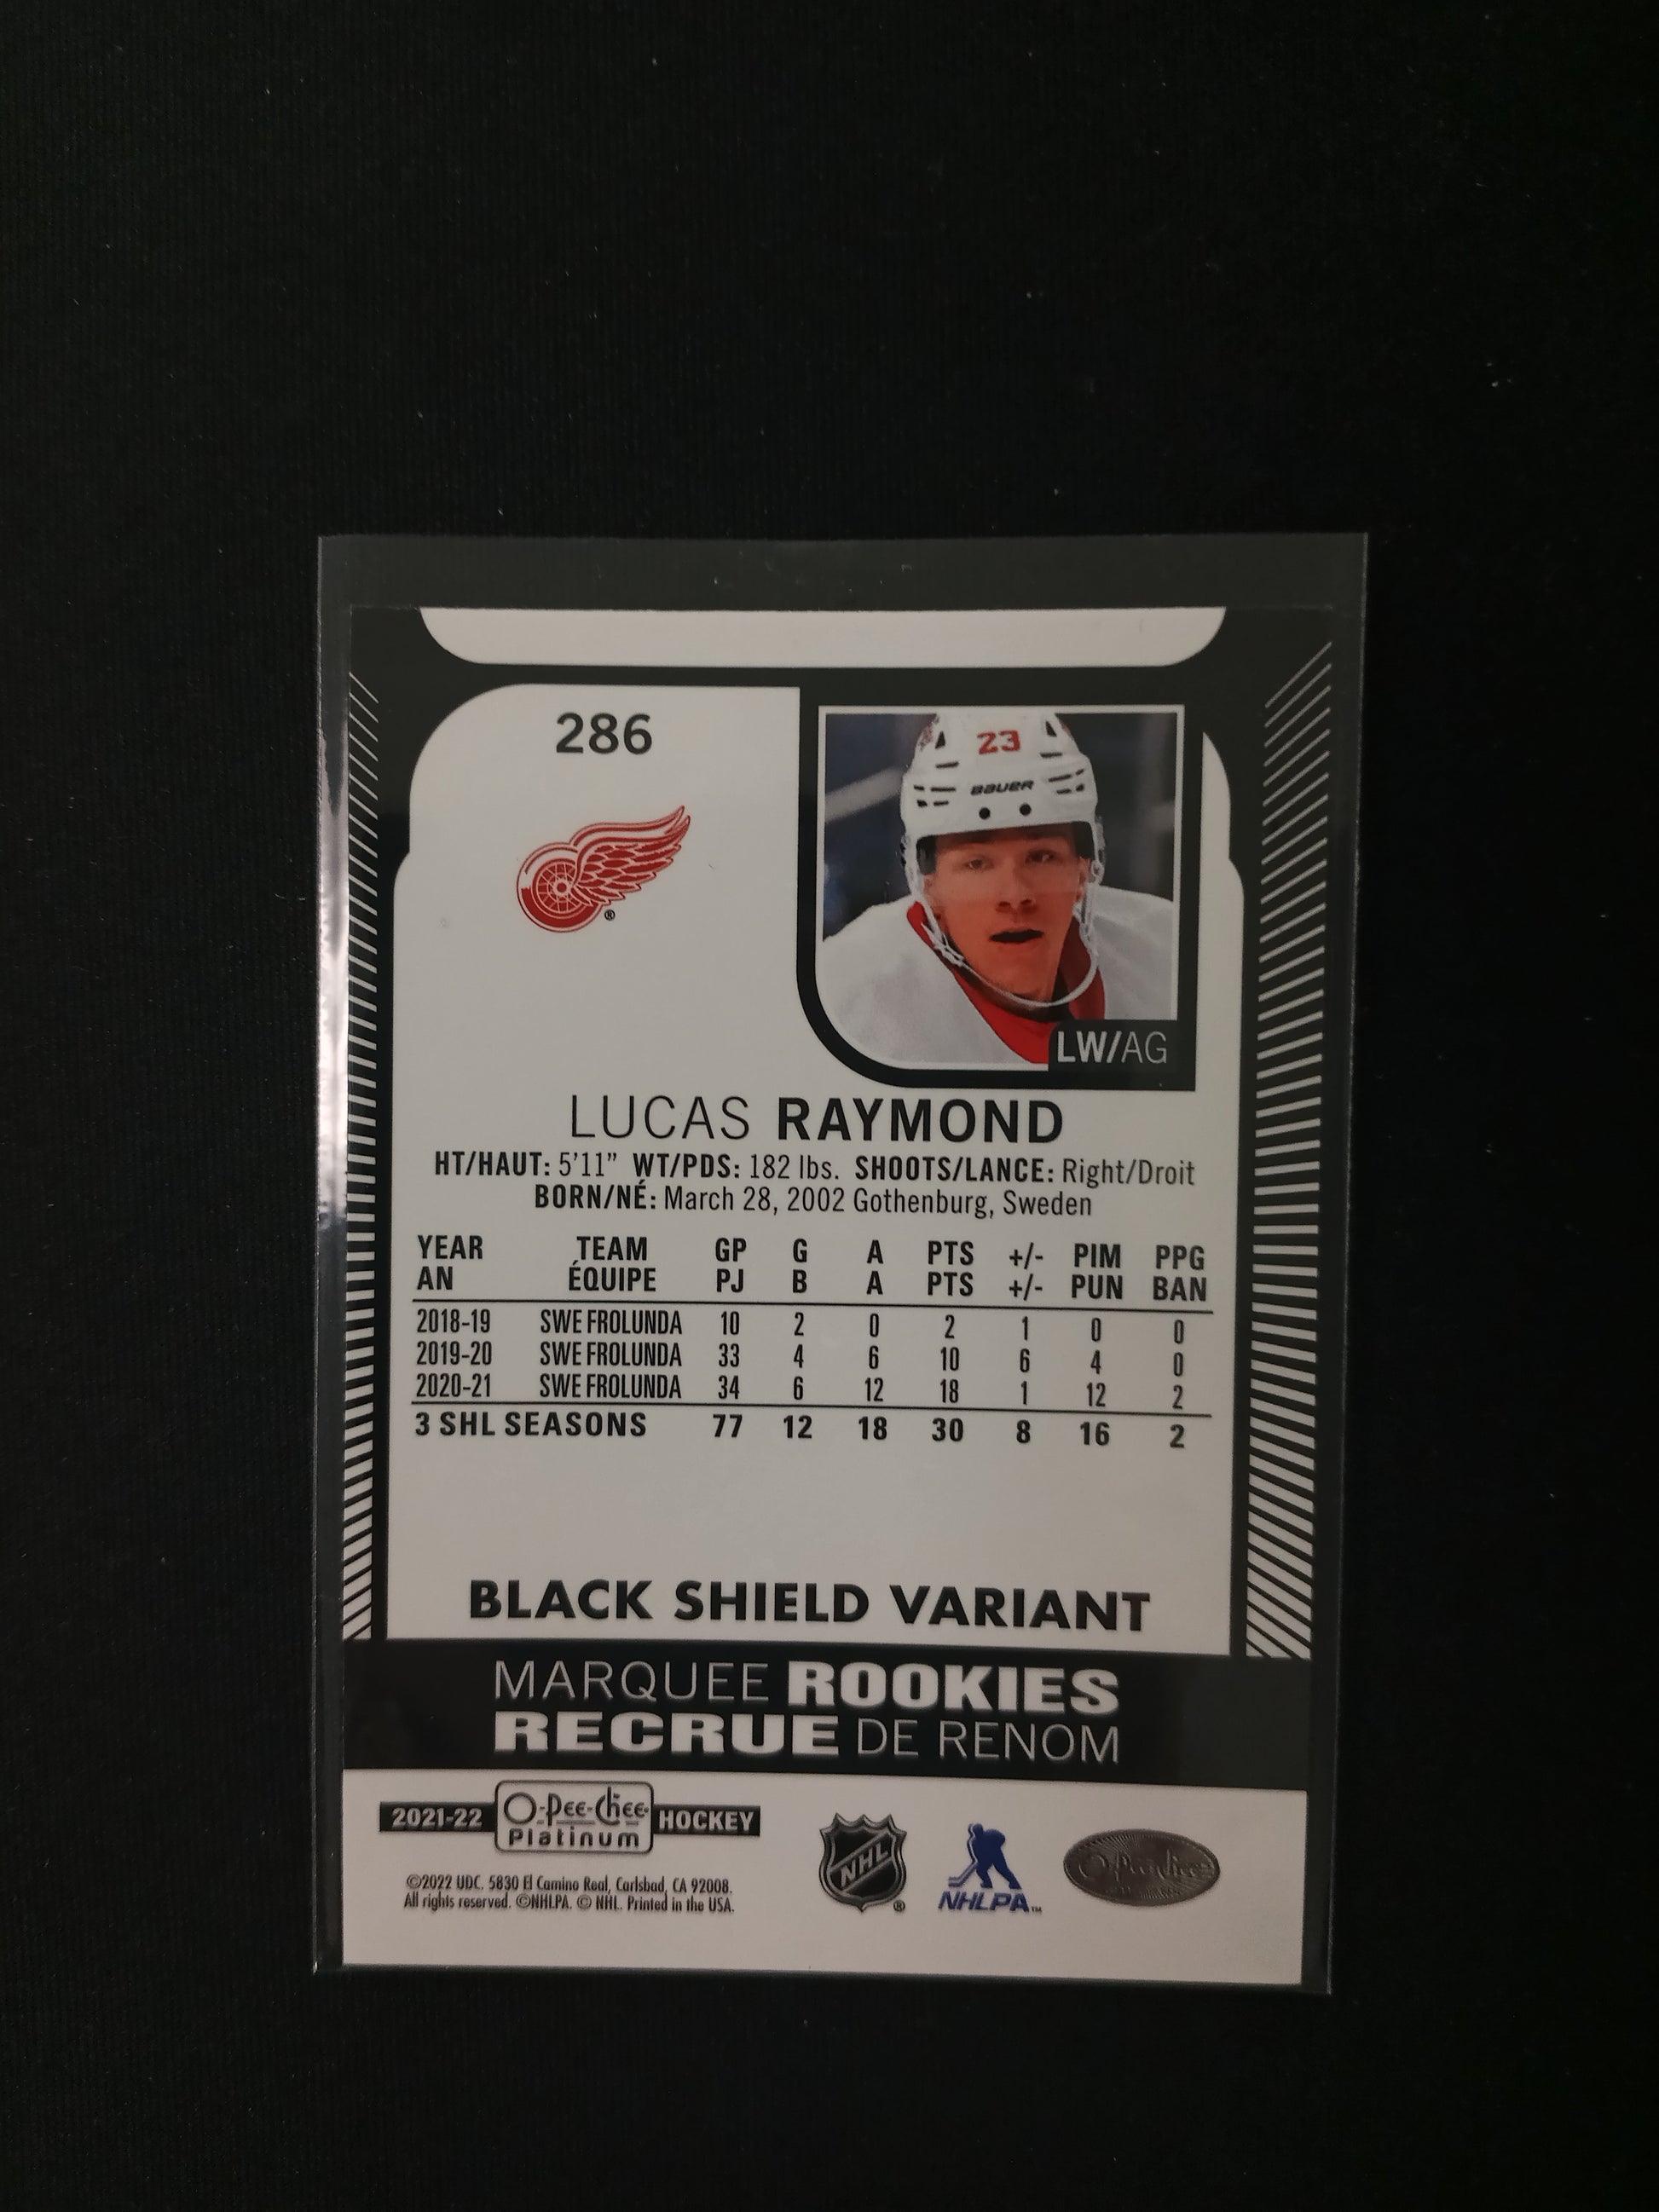 286
23
BAUER
LW/AG
LUCAS RAYMOND
HT/HAUT: 5'11" WT/PDS: 182 lbs. SHOOTS/LANCE: Right/Droit
BORN/NÉ: March 28, 2002 Gothenburg, Sweden
YEAR TEAM GP G A PTS +/- PIM PPG
AN ÉQUIPE PJ B A PTS +/- PUN BAN
2018-19 SWE FROLUNDA 10 2 0 2 1 0 0
2019-20 SWE FROLUNDA 33 4 6 10 6 4 0
2020-21 SWE FROLUNDA 34 6 12 18 1 12 2
3 SHL SEASONS 77 12 18 30 8 16 2
BLACK SHIELD VARIANT
MARQUEE ROOKIES
RECRUE DE RENOM
2021-22 O-Pee-Chee Platinum HOCKEY
©2022 UDC. 5830 El Camino Real, Carlsbad, CA 92008.
All rights reserved. ©NHLPA. © NHL. Printed in the USA.
NHL ®
NHLPA™
O-Pee-Chee